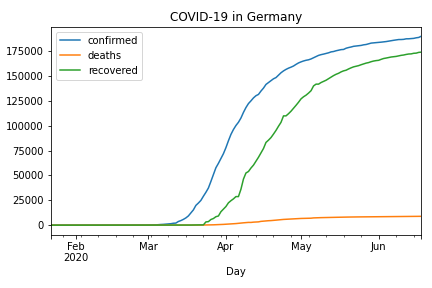 COVID-19 in Germany
confirmed
deaths
recovered
175000
150000
125000
100000
75000
50000
25000
0
Feb Mar Apr May Jun
2020
Day